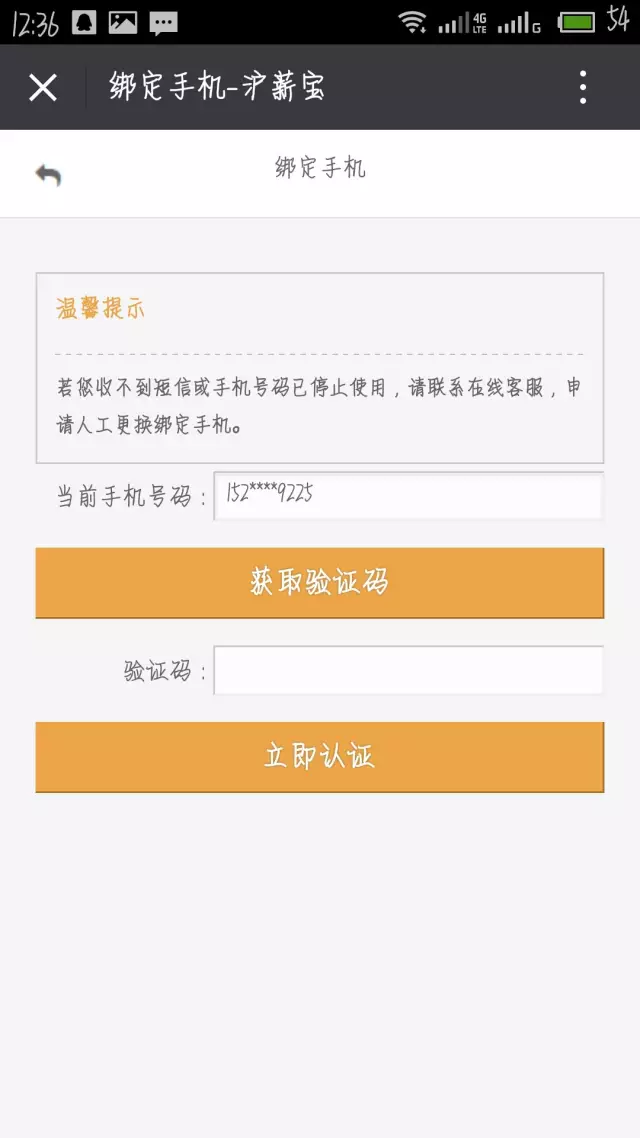 12:36
4G
LTE
G
54
绑定手机-沪薪宝
绑定手机
温馨提示
若您收不到短信或手机号码已停止使用，请联系在线客服，申
请人工更换绑定手机。
当前手机号码：152****9225
获取验证码
验证码：
立即认证